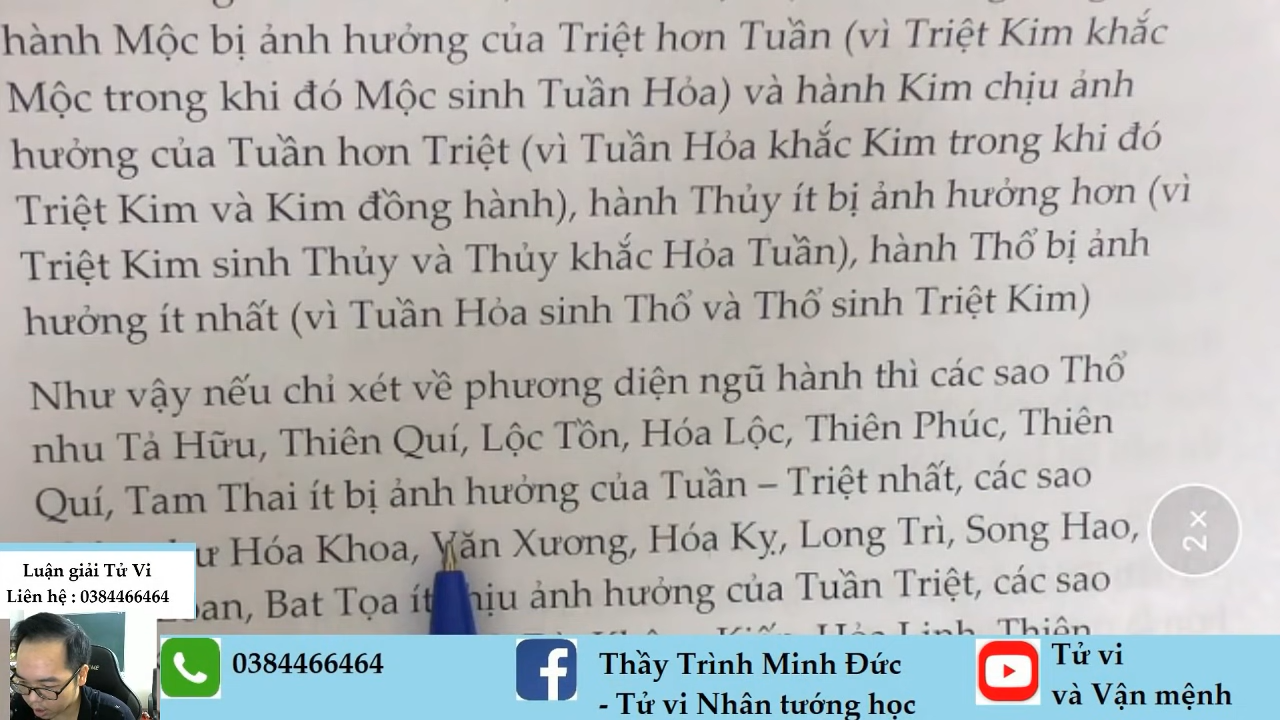 hành Mộc bị ảnh hưởng của Triệt hơn Tuần (vì Triệt Kim khắc
Mộc trong khi đó Mộc sinh Tuần Hỏa) và hành Kim chịu ảnh
hưởng của Tuần hơn Triệt (vì Tuần Hỏa khắc Kim trong khi đó
Triệt Kim và Kim đồng hành), hành Thủy ít bị ảnh hưởng hơn (vì
Triệt Kim sinh Thủy và Thủy khắc Hỏa Tuần), hành Thổ bị ảnh
hưởng ít nhất (vì Tuần Hỏa sinh Thổ và Thổ sinh Triệt Kim)
Như vậy nếu chỉ xét về phương diện ngũ hành thì các sao Thổ
nhu Tả Hữu, Thiên Quí, Lộc Tồn, Hóa Lộc, Thiên Phúc, Thiên
Quí, Tam Thai ít bị ảnh hưởng của Tuần – Triệt nhất, các sao
Hóa Khoa, Văn Xương, Hóa Kỵ, Long Trì, Song Hao,
Bat Tọa ít chịu ảnh hưởng của Tuần Triệt, các sao
Linh, Thiên
2×
Luận giải Tử Vi
Liên hệ : 0384466464
0384466464
Thầy Trình Minh Đức
- Tử vi Nhân tướng học
Tử vi
và Vận mệnh